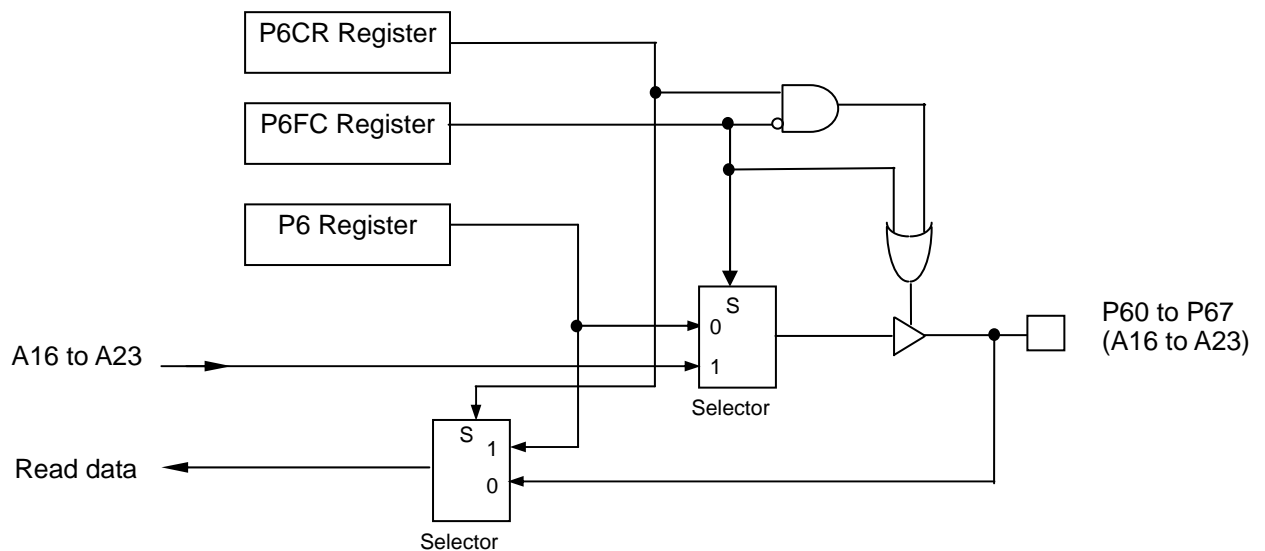 P6CR Register
P6FC Register
P6 Register
S
0
1
Selector
P60 to P67
(A16 to A23)
A16 to A23
S
1
0
Selector
Read data